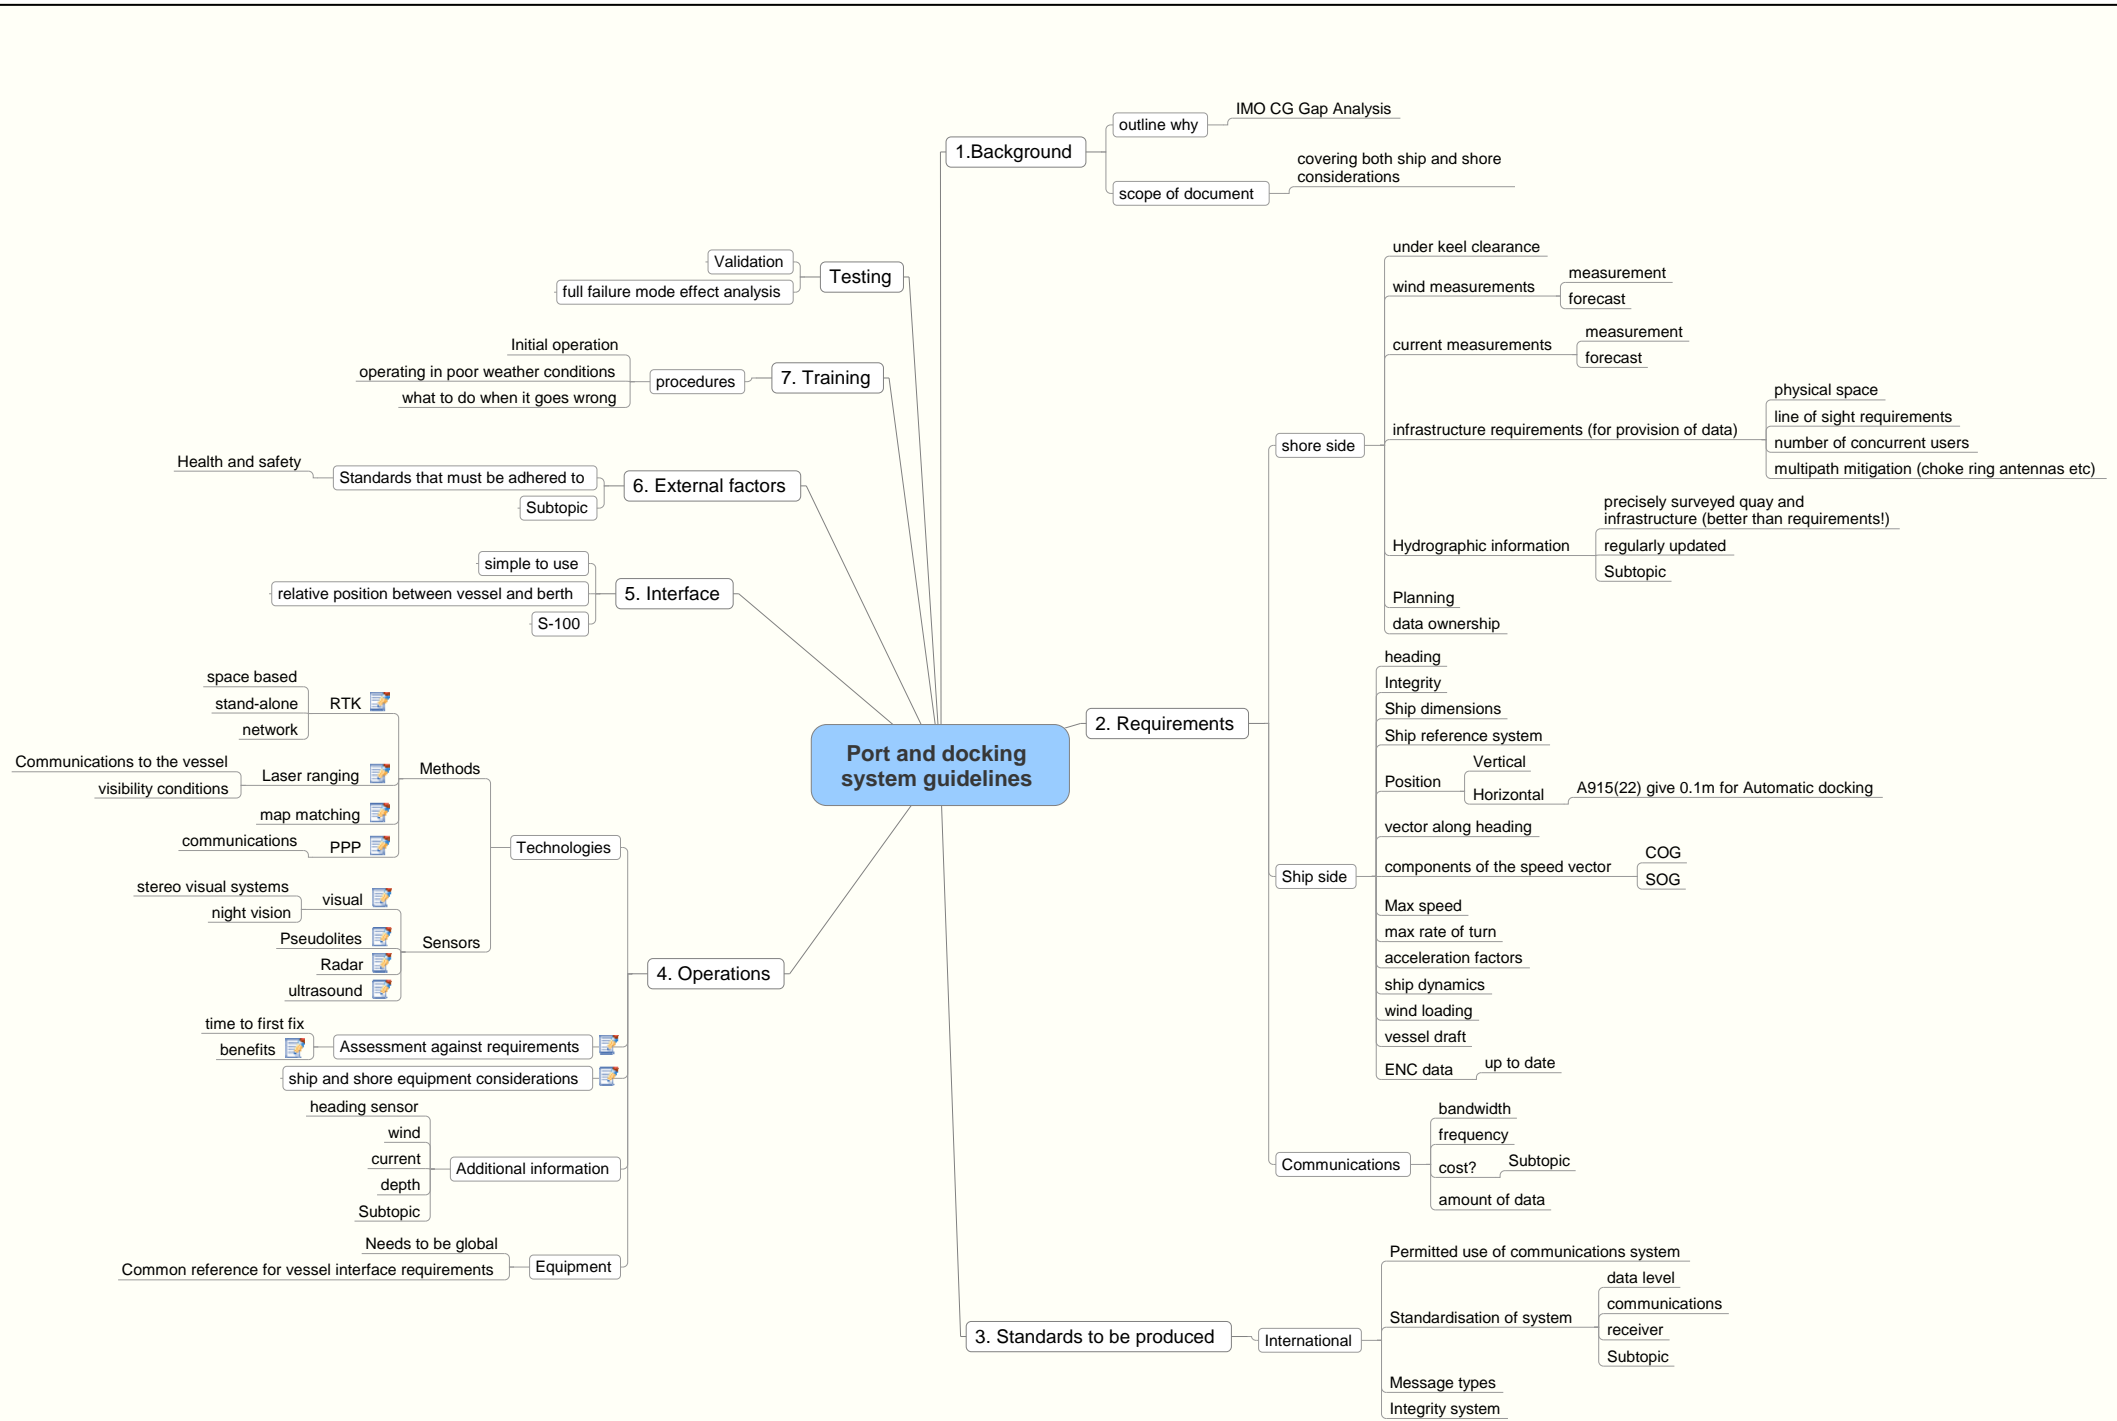 Port and docking
system guidelines
1.Background
outline why
IMO CG Gap Analysis
scope of document
covering both ship and shore
considerations
2. Requirements
shore side
under keel clearance
wind measurements
measurement
forecast
current measurements
measurement
forecast
infrastructure requirements (for provision of data)
physical space
line of sight requirements
number of concurrent users
multipath mitigation (choke ring antennas etc)
Hydrographic information
precisely surveyed quay and
infrastructure (better than requirements!)
regularly updated
Subtopic
Planning
data ownership
Ship side
heading
Integrity
Ship dimensions
Ship reference system
Position
Vertical
Horizontal
A915(22) give 0.1m for Automatic docking
vector along heading
components of the speed vector
COG
SOG
Max speed
max rate of turn
acceleration factors
ship dynamics
wind loading
vessel draft
ENC data
up to date
Communications
bandwidth
frequency
cost?
Subtopic
amount of data
3. Standards to be produced
International
Permitted use of communications system
Standardisation of system
data level
communications
receiver
Subtopic
Message types
Integrity system
4. Operations
Technologies
Methods
RTK
space based
stand-alone
network
Laser ranging
Communications to the vessel
visibility conditions
map matching
PPP
communications
Sensors
visual
stereo visual systems
night vision
Pseudolites
Radar
ultrasound
Assessment against requirements
time to first fix
benefits
ship and shore equipment considerations
Additional information
heading sensor
wind
current
depth
Subtopic
Equipment
Needs to be global
Common reference for vessel interface requirements
5. Interface
simple to use
relative position between vessel and berth
S-100
6. External factors
Standards that must be adhered to
Health and safety
Subtopic
7. Training
procedures
Initial operation
operating in poor weather conditions
what to do when it goes wrong
Testing
Validation
full failure mode effect analysis